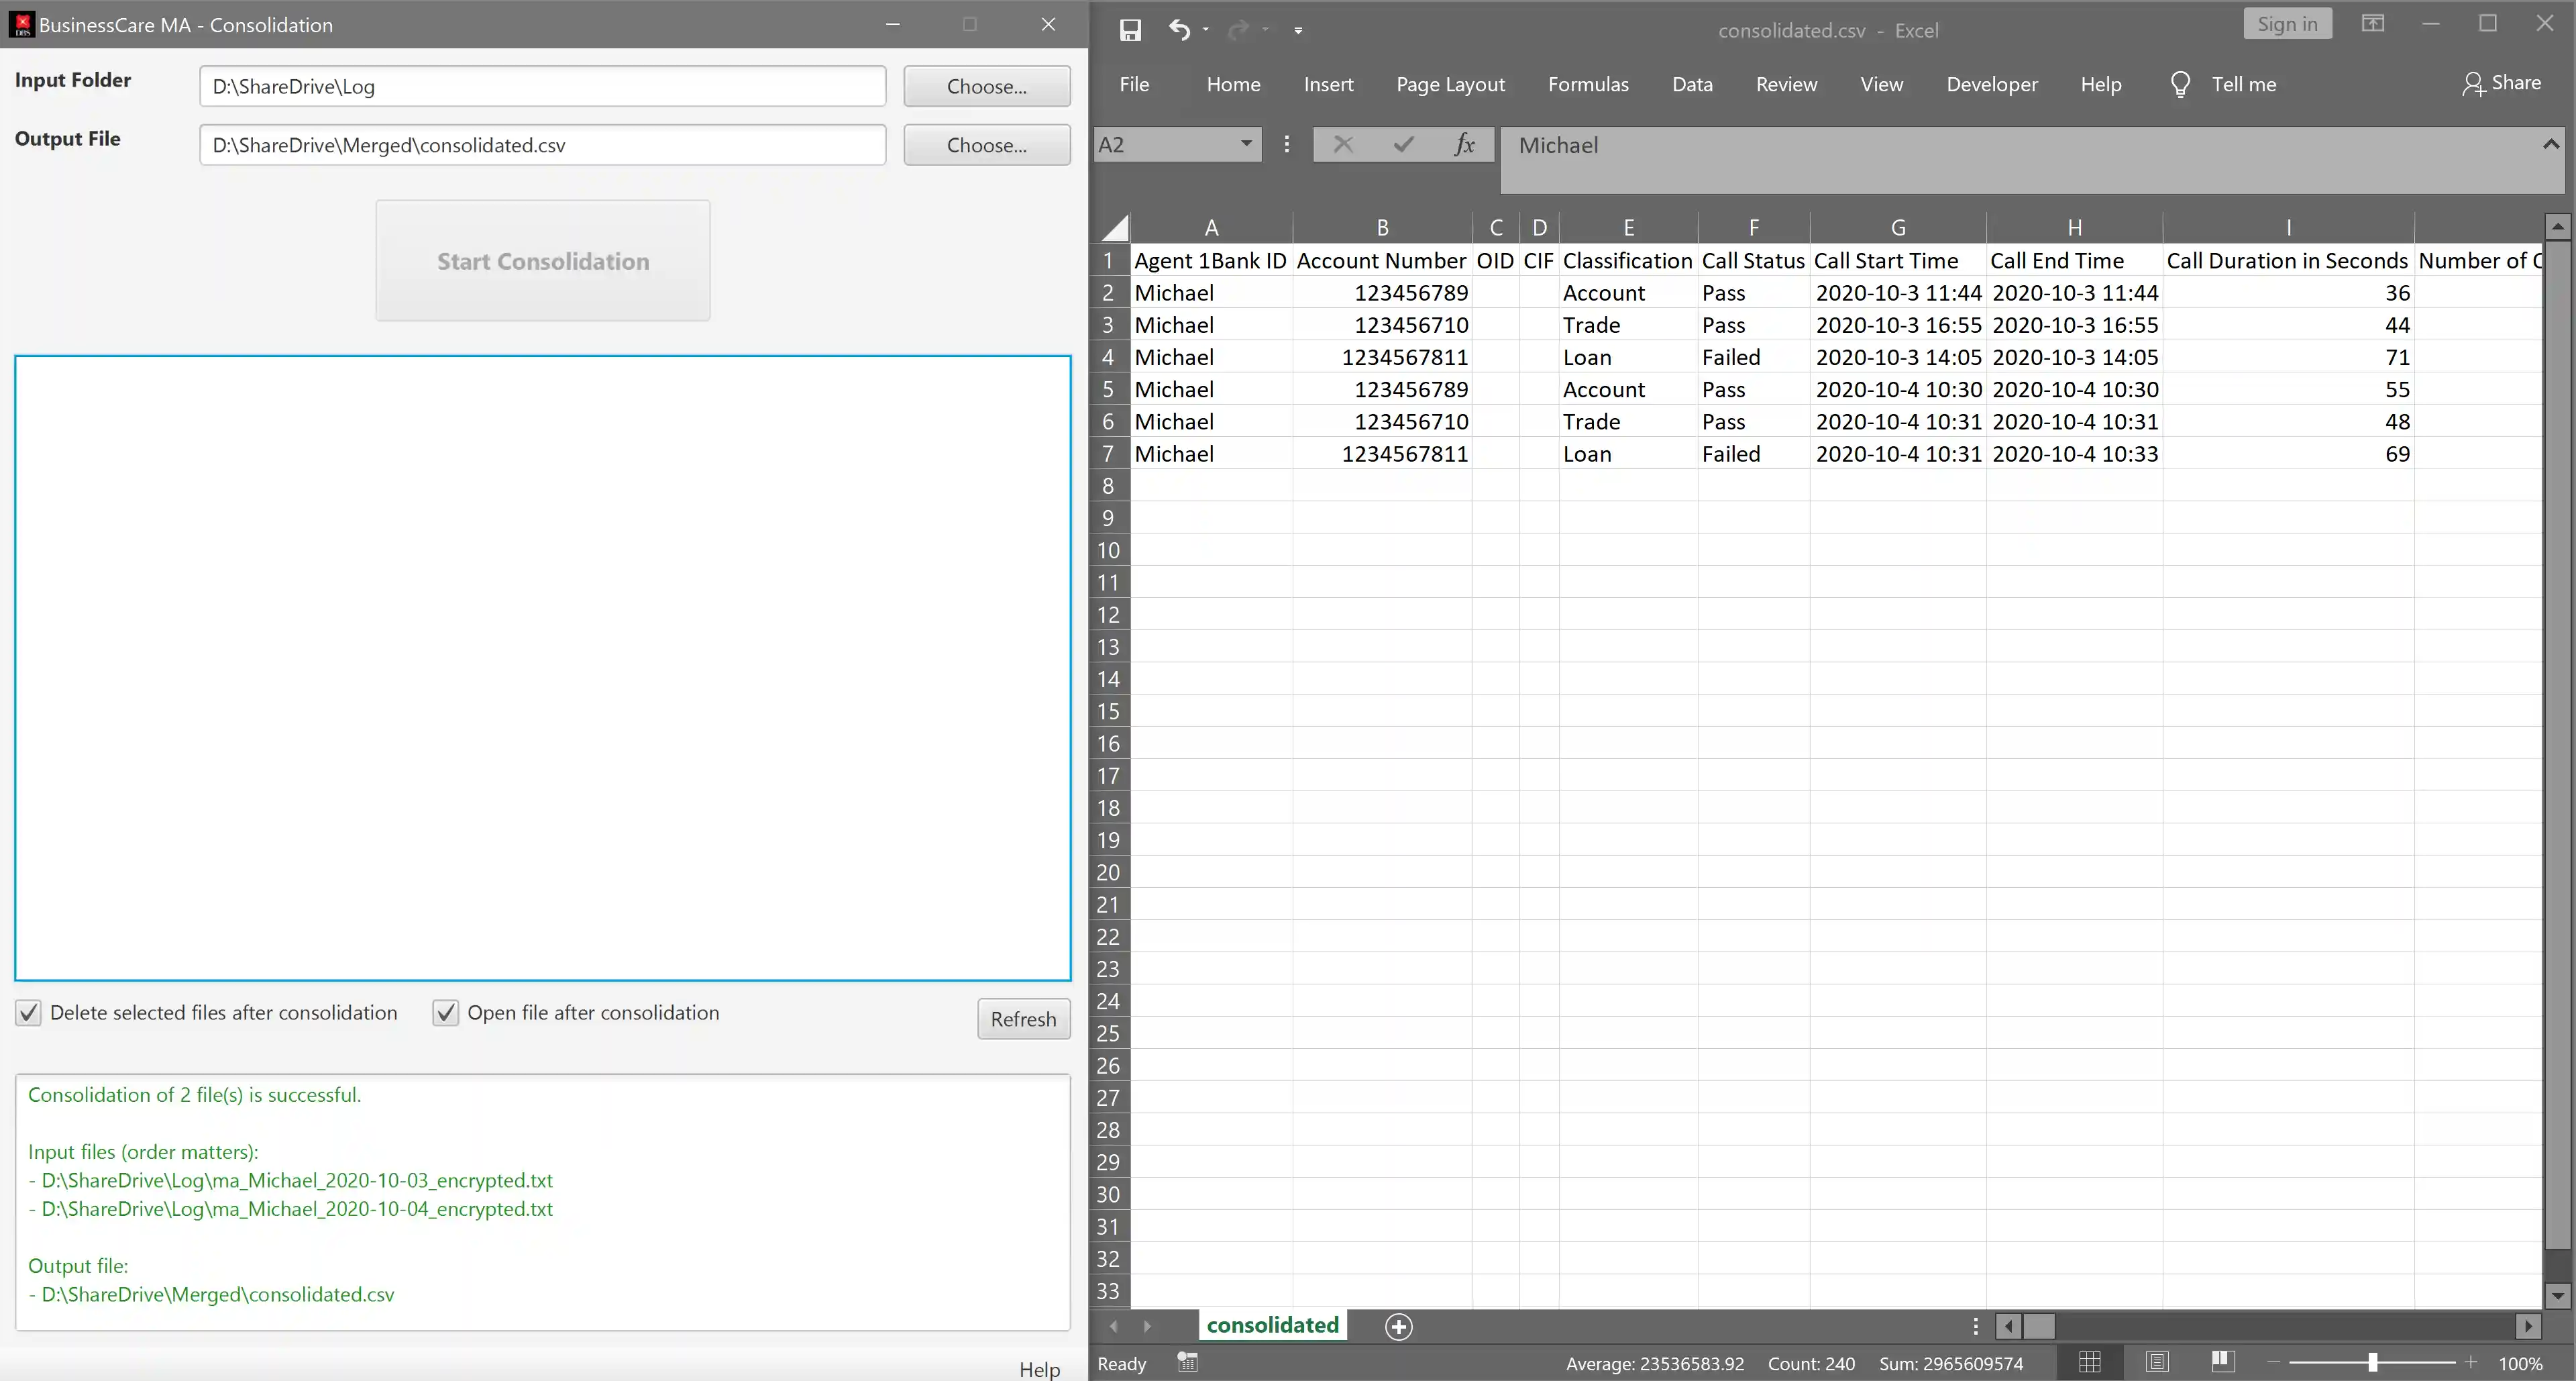 BusinessCare MA - Consolidation
Input Folder
D:\ShareDrive\Log
Choose...
Output File
D:\ShareDrive\Merged\consolidated.csv
Choose...
Start Consolidation
Delete selected files after consolidation
Open file after consolidation
Refresh
Consolidation of 2 file(s) is successful.
Input files (order matters):
- D:\ShareDrive\Log\ma_Michael_2020-10-03_encrypted.txt
- D:\ShareDrive\Log\ma_Michael_2020-10-04_encrypted.txt
Output file:
- D:\ShareDrive\Merged\consolidated.csv
Help
consolidated.csv - Excel
Sign in
File Home Insert Page Layout Formulas Data Review View Developer Help Tell me Share
A2 fx Michael
A B C D E F G H I
1 Agent 1Bank ID Account Number OID CIF Classification Call Status Call Start Time Call End Time Call Duration in Seconds Number of C
2 Michael 123456789 Account Pass 2020-10-3 11:44 2020-10-3 11:44 36
3 Michael 123456710 Trade Pass 2020-10-3 16:55 2020-10-3 16:55 44
4 Michael 1234567811 Loan Failed 2020-10-3 14:05 2020-10-3 14:05 71
5 Michael 123456789 Account Pass 2020-10-4 10:30 2020-10-4 10:30 55
6 Michael 123456710 Trade Pass 2020-10-4 10:31 2020-10-4 10:31 48
7 Michael 1234567811 Loan Failed 2020-10-4 10:31 2020-10-4 10:33 69
8
9
10
11
12
13
14
15
16
17
18
19
20
21
22
23
24
25
26
27
28
29
30
31
32
33
consolidated
Ready Average: 23536583.92 Count: 240 Sum: 2965609574 100%